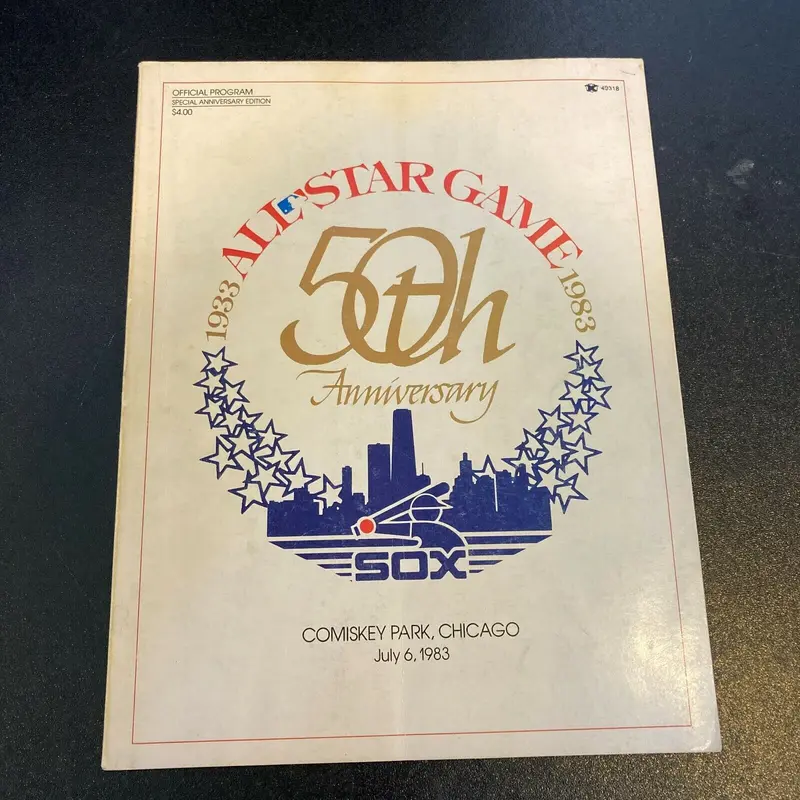 OFFICIAL PROGRAM
SPECIAL ANNIVERSARY EDITION
$4.00
49318
ALL STAR GAME
1933
1983
50th
Anniversary
SOX
COMISKEY PARK, CHICAGO
July 6, 1983